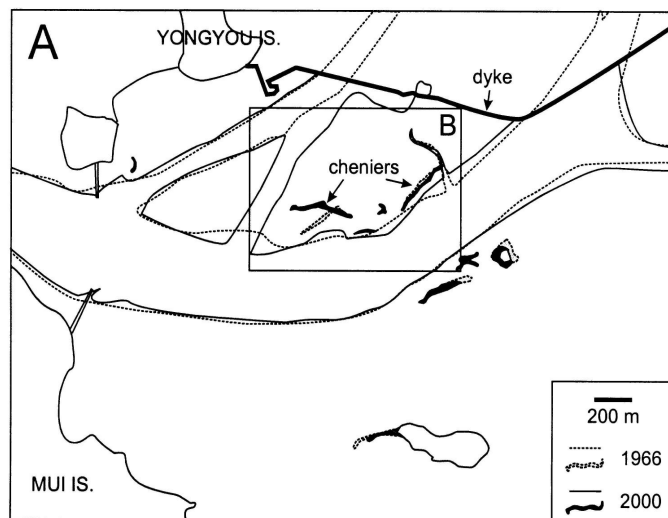 A
YONGYOU IS.
dyke
B
cheniers
200 m
1966
MUI IS.
2000